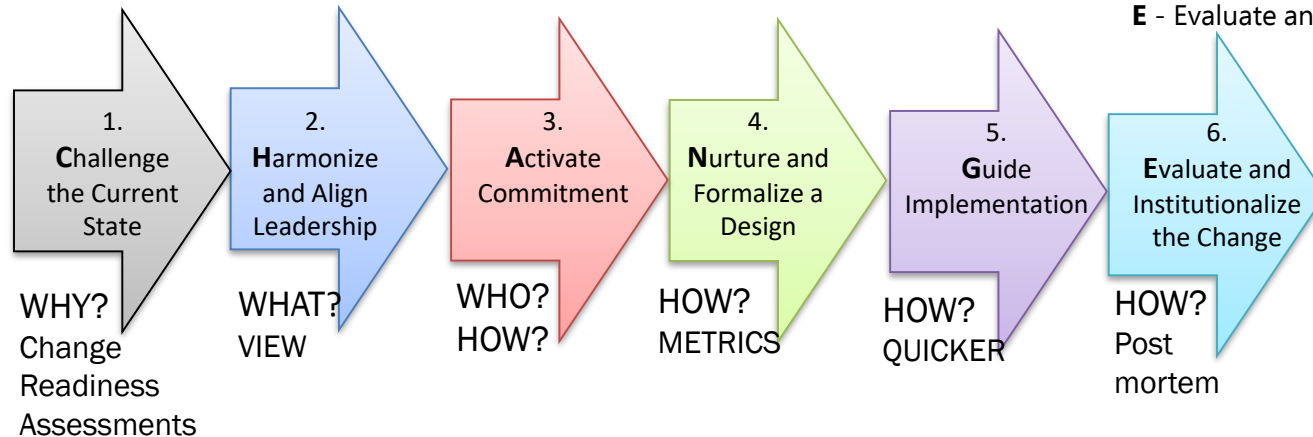 E - Evaluate an
1.
Challenge
the Current
State
2.
Harmonize
and Align
Leadership
3.
Activate
Commitment
4.
Nurture and
Formalize a
Design
5.
Guide
Implementation
6.
Evaluate and
Institutionalize
the Change
WHY?
Change
Readiness
Assessments
WHAT?
VIEW
WHO?
HOW?
HOW?
METRICS
HOW?
QUICKER
HOW?
Post
mortem